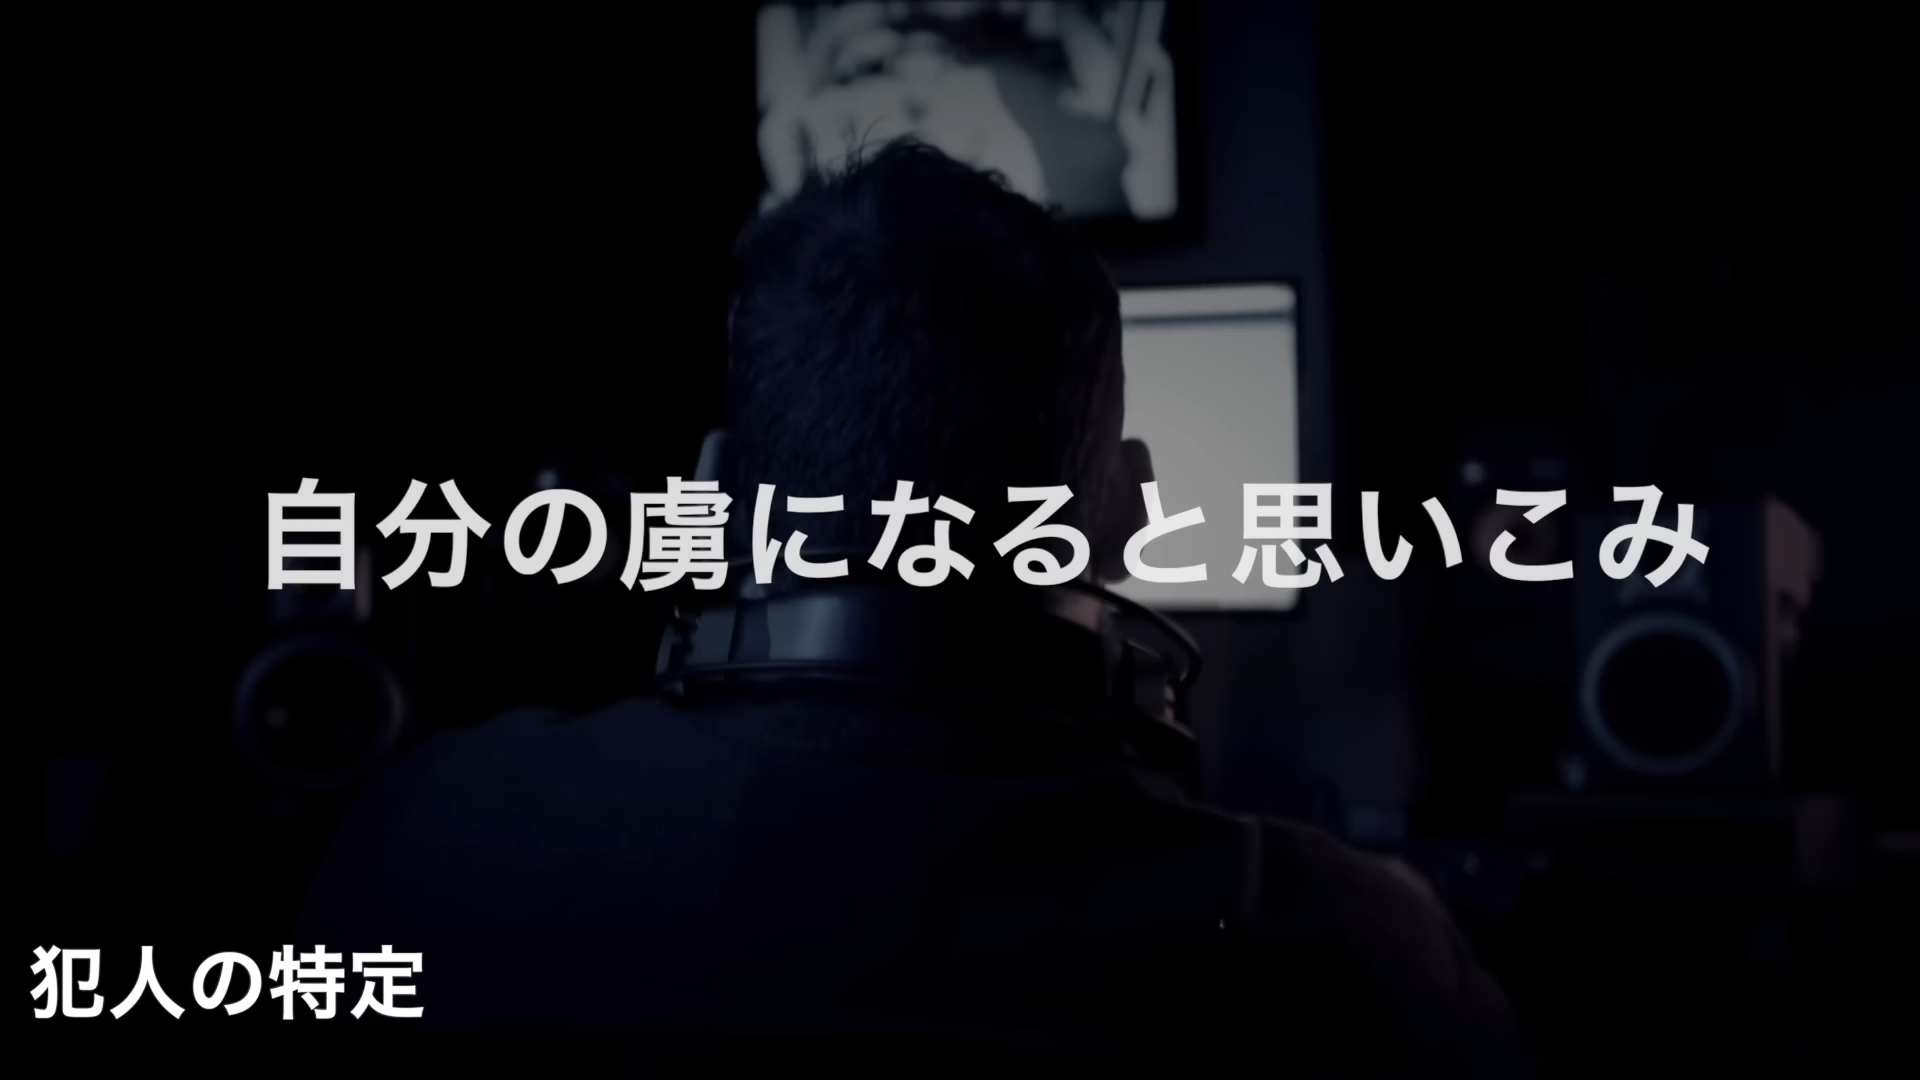 自分の虜になると思いこみ
犯人の特定